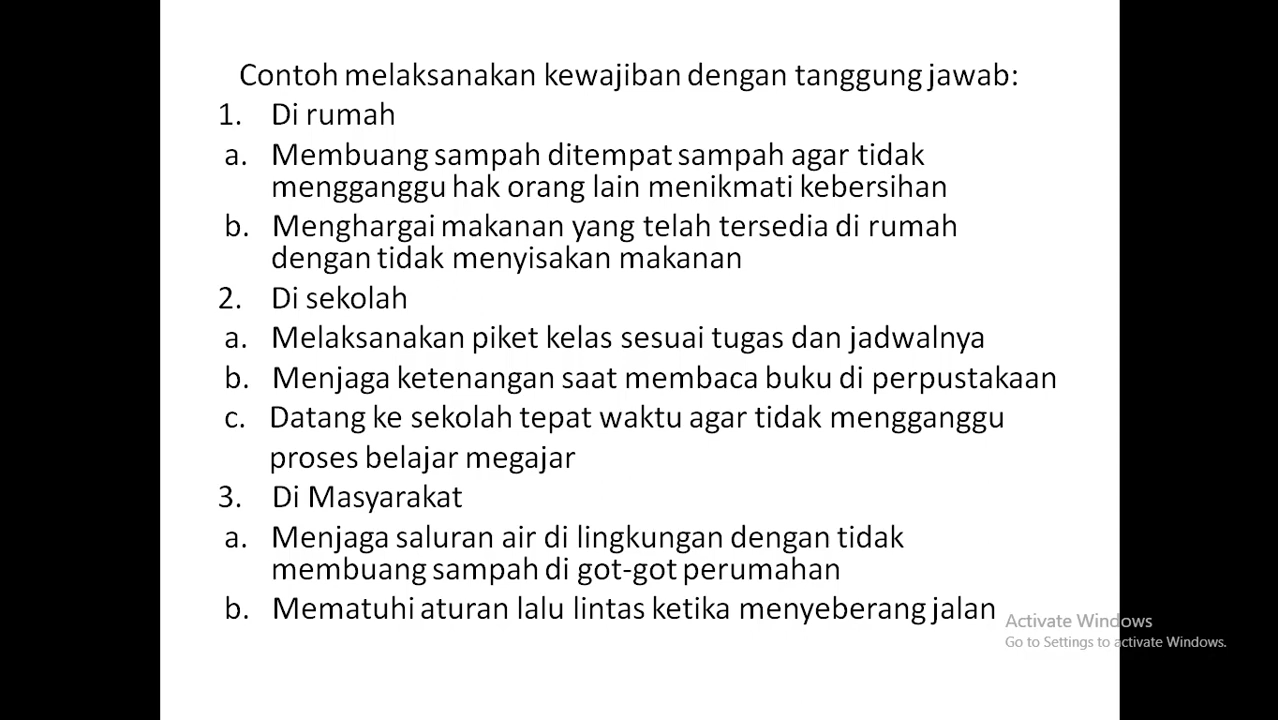 Contoh melaksanakan kewajiban dengan tanggung jawab:
1. Di rumah
a. Membuang sampah ditempat sampah agar tidak
mengganggu hak orang lain menikmati kebersihan
b. Menghargai makanan yang telah tersedia di rumah
dengan tidak menyisakan makanan
2. Di sekolah
a. Melaksanakan piket kelas sesuai tugas dan jadwalnya
b. Menjaga ketenangan saat membaca buku di perpustakaan
c. Datang ke sekolah tepat waktu agar tidak mengganggu
proses belajar megajar
3. Di Masyarakat
a. Menjaga saluran air di lingkungan dengan tidak
membuang sampah di got-got perumahan
b. Mematuhi aturan lalu lintas ketika menyeberang jalan
Activate Windows
Go to Settings to activate Windows.